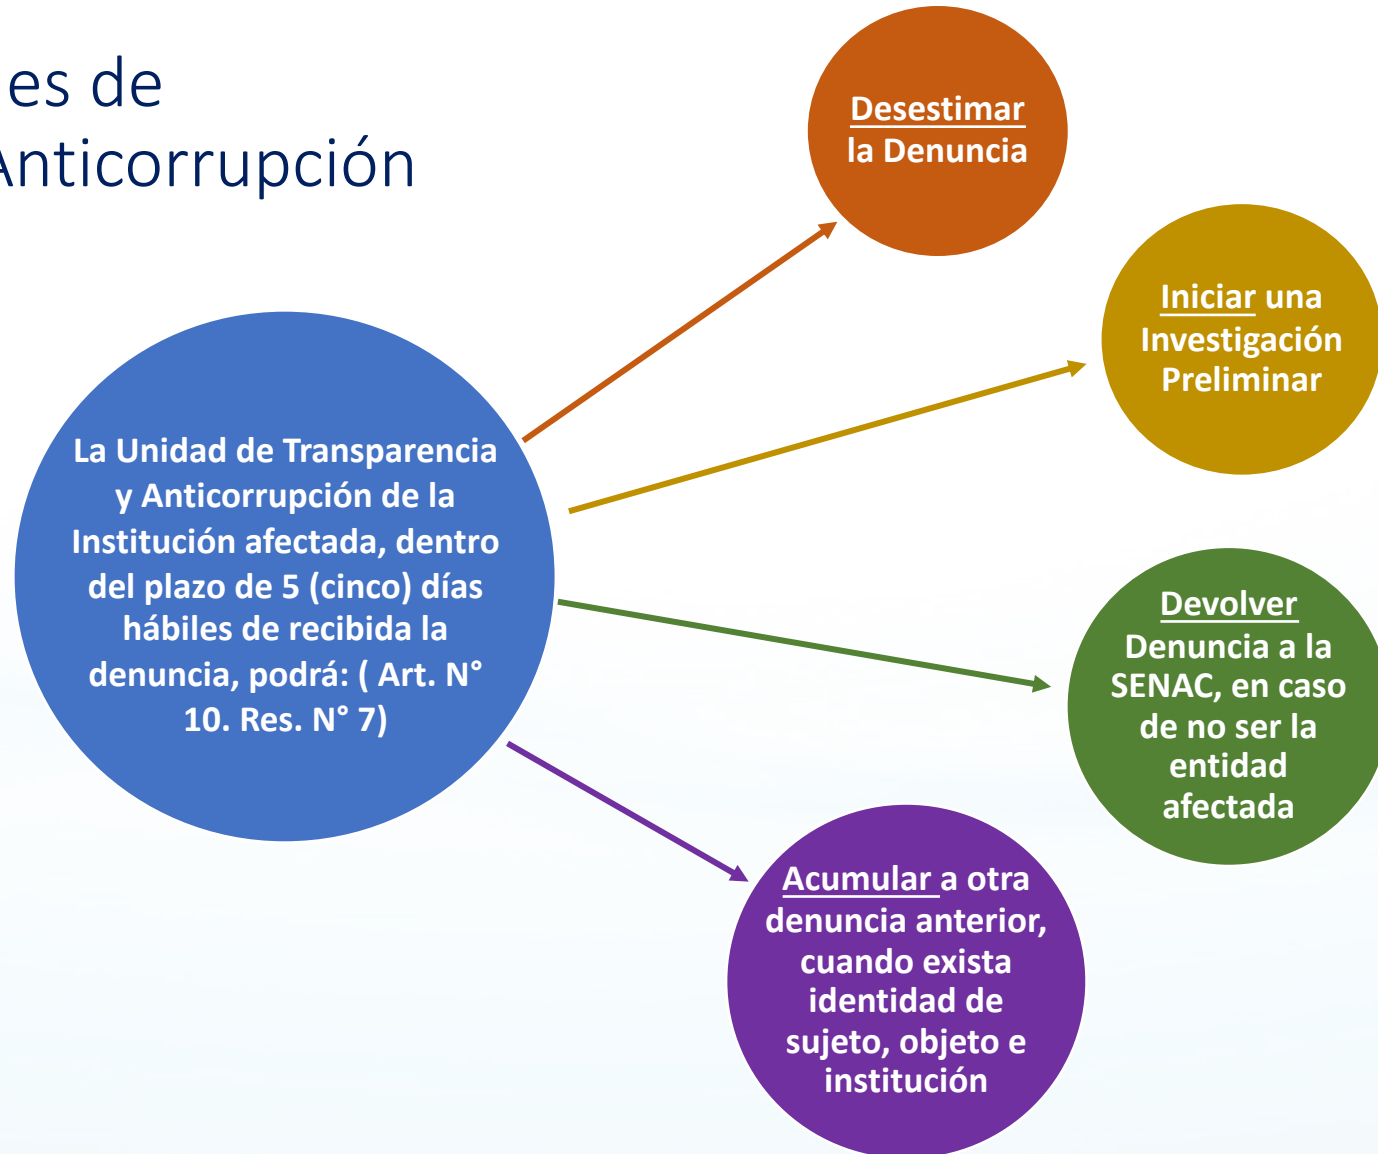 es de
Anticorrupción
Desestimar
la Denuncia
Iniciar una
Investigación
Preliminar
La Unidad de Transparencia
y Anticorrupción de la
Institución afectada, dentro
del plazo de 5 (cinco) días
hábiles de recibida la
denuncia, podrá: ( Art. N°
10. Res. N° 7)
Devolver
Denuncia a la
SENAC, en caso
de no ser la
entidad
afectada
Acumular a otra
denuncia anterior,
cuando exista
identidad de
sujeto, objeto e
institución